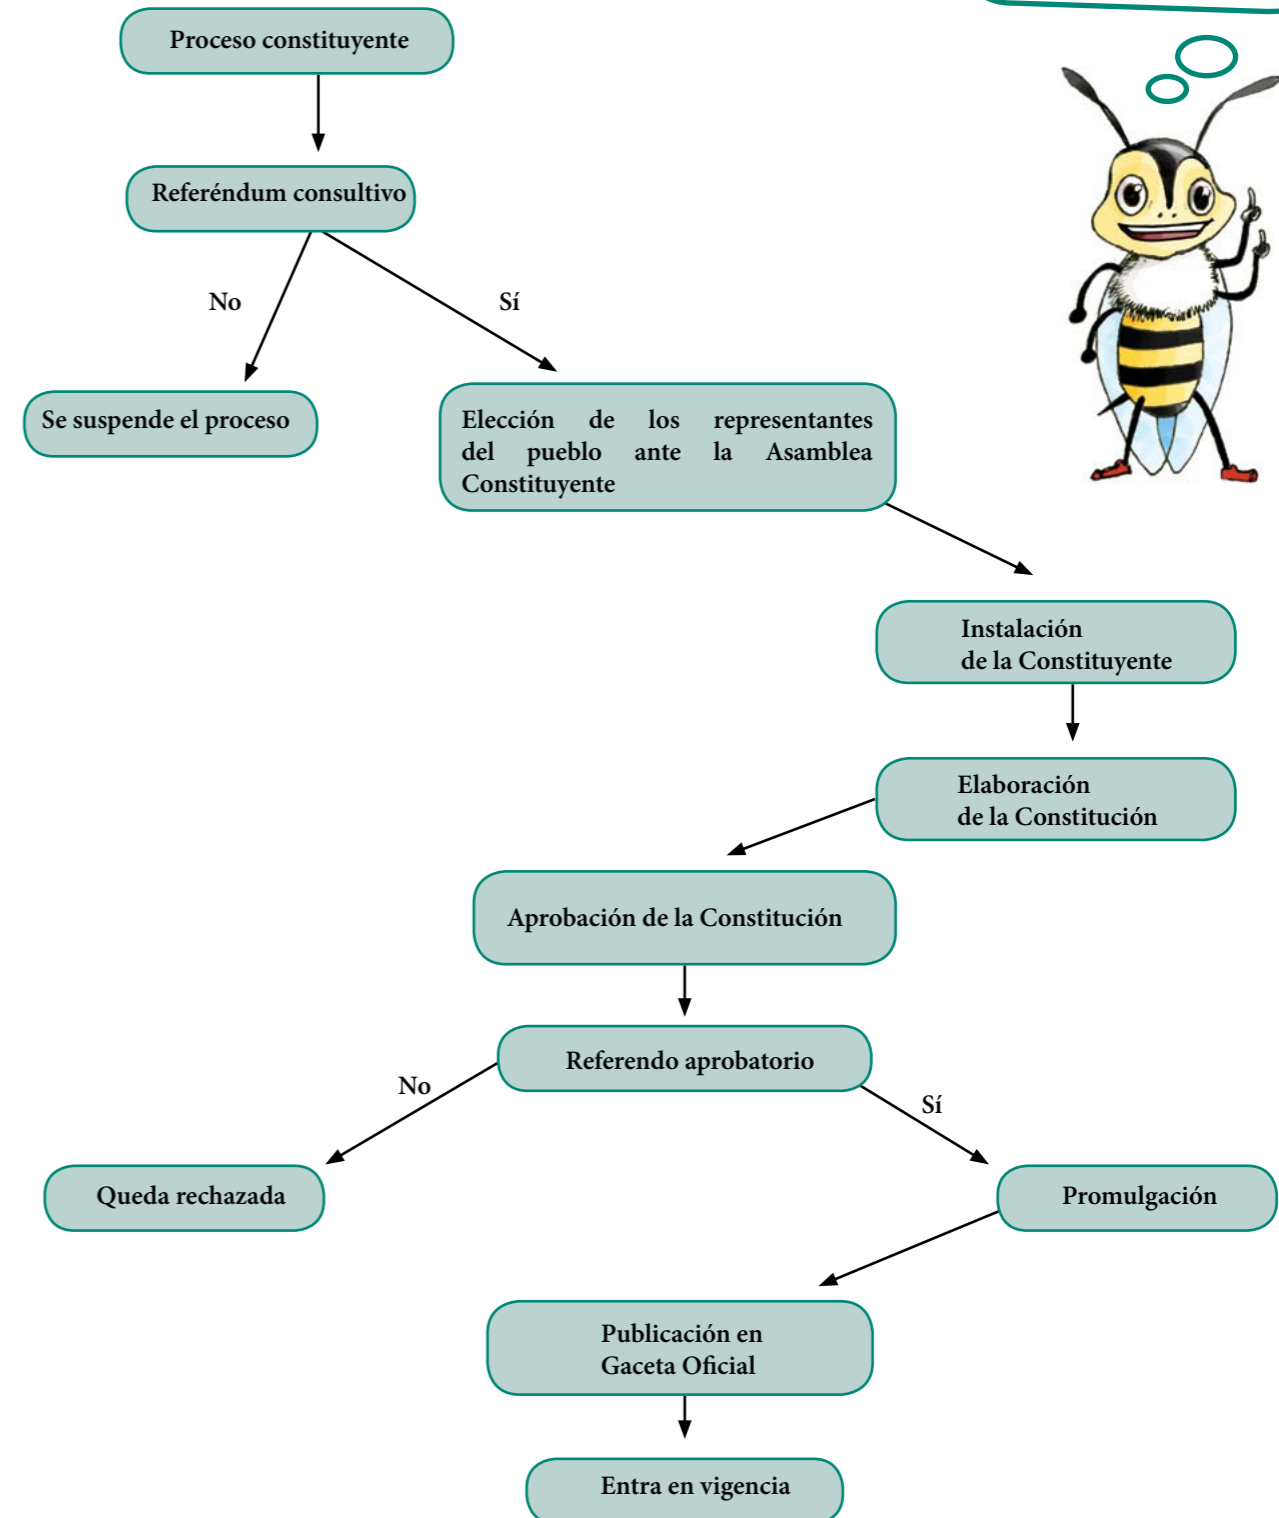 Proceso constituyente
Referéndum consultivo
No
Sí
Se suspende el proceso
Elección de los representantes
del pueblo ante la Asamblea
Constituyente
Instalación
de la Constituyente
Elaboración
de la Constitución
Aprobación de la Constitución
Referendo aprobatorio
No
Sí
Queda rechazada
Promulgación
Publicación en
Gaceta Oficial
Entra en vigencia